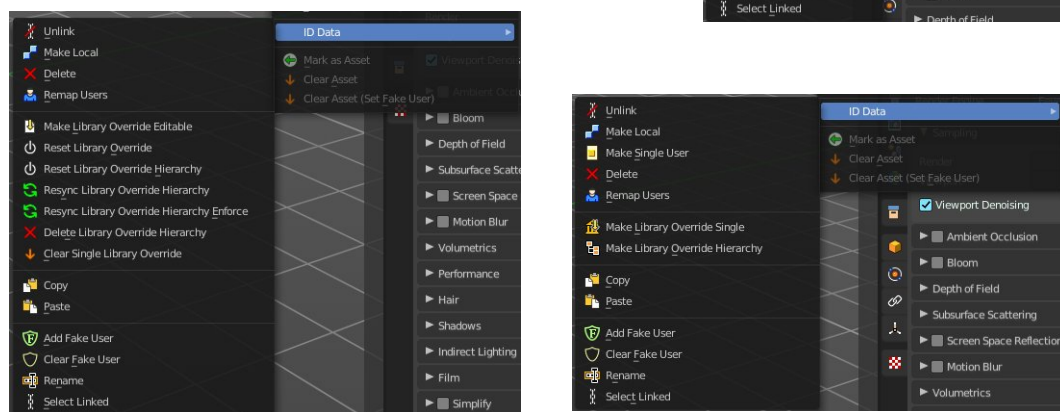 Unlink
Make Local
Delete
Remap Users
Make Library Override Editable
Reset Library Override
Reset Library Override Hierarchy
Resync Library Override Hierarchy
Resync Library Override Hierarchy Enforce
Delete Library Override Hierarchy
Clear Single Library Override
Copy
Paste
Add Fake User
Clear Fake User
Rename
Select Linked
ID Data
Mark as Asset
Clear Asset
Clear Asset (Set Fake User)
Viewport Denoi
Ambient Occlu
Bloom
Depth of Field
Subsurface Scatte
Screen Space
Motion Blur
Volumetrics
Performance
Hair
Shadows
Indirect Lighting
Film
Simplify
Select Linked
Depth of Field
Unlink
Make Local
Make Single User
Delete
Remap Users
Make Library Override Single
Make Library Override Hierarchy
Copy
Paste
Add Fake User
Clear Fake User
Rename
Select Linked
ID Data
Mark as Asset
Clear Asset
Clear Asset (Set Fake User)
Sampling
Render
Viewport Denoising
Ambient Occlusion
Bloom
Depth of Field
Subsurface Scattering
Screen Space Reflection
Motion Blur
Volumetrics